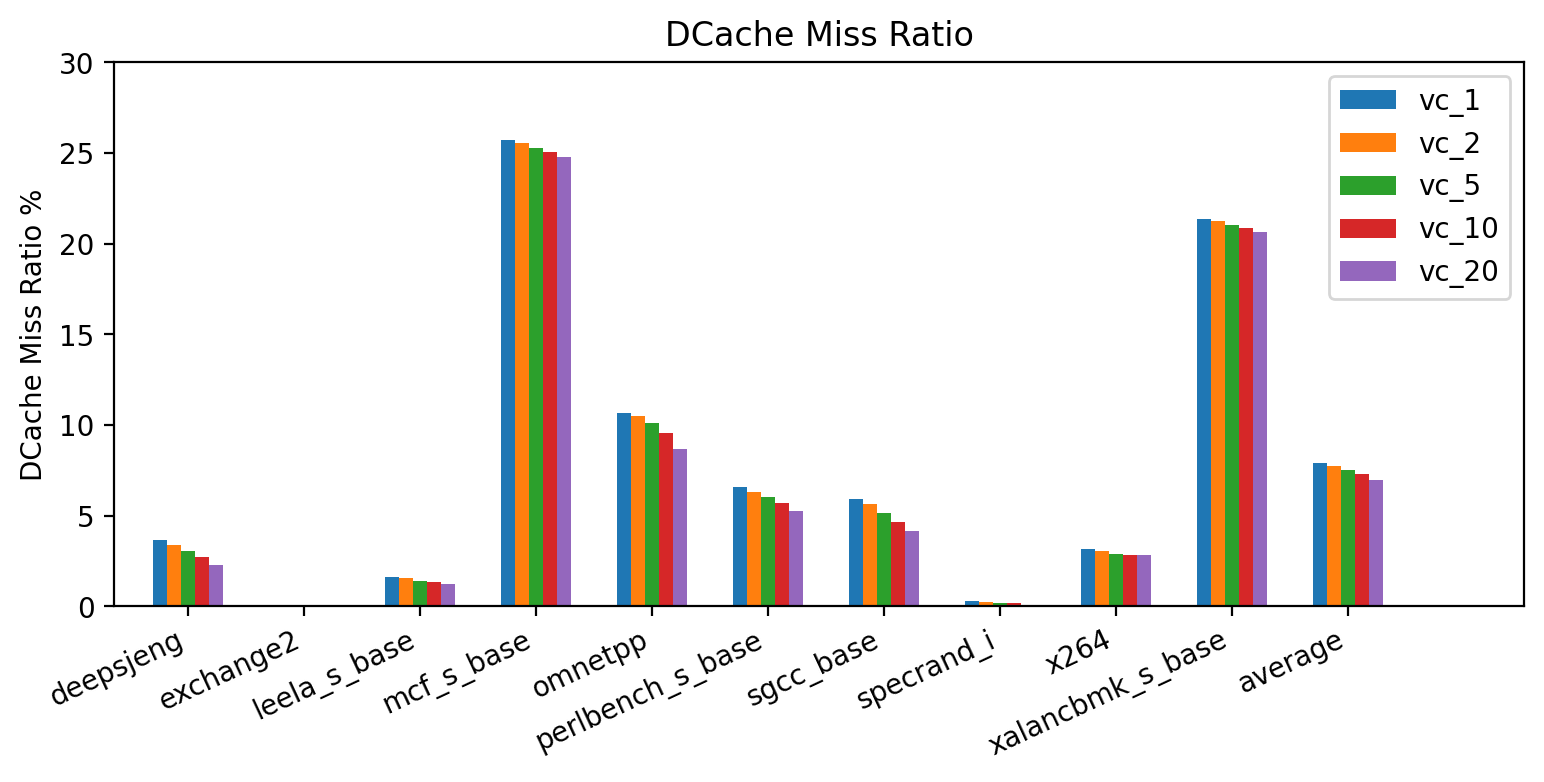 DCache Miss Ratio
DCache Miss Ratio %
30
25
20
15
10
5
0
vc_1
vc_2
vc_5
vc_10
vc_20
deepsjeng
exchange2
leela_s_base
mcf_s_base
omnetpp
perlbench_s_base
sgcc_base
specrand_i
x264
xalancbmk_s_base
average